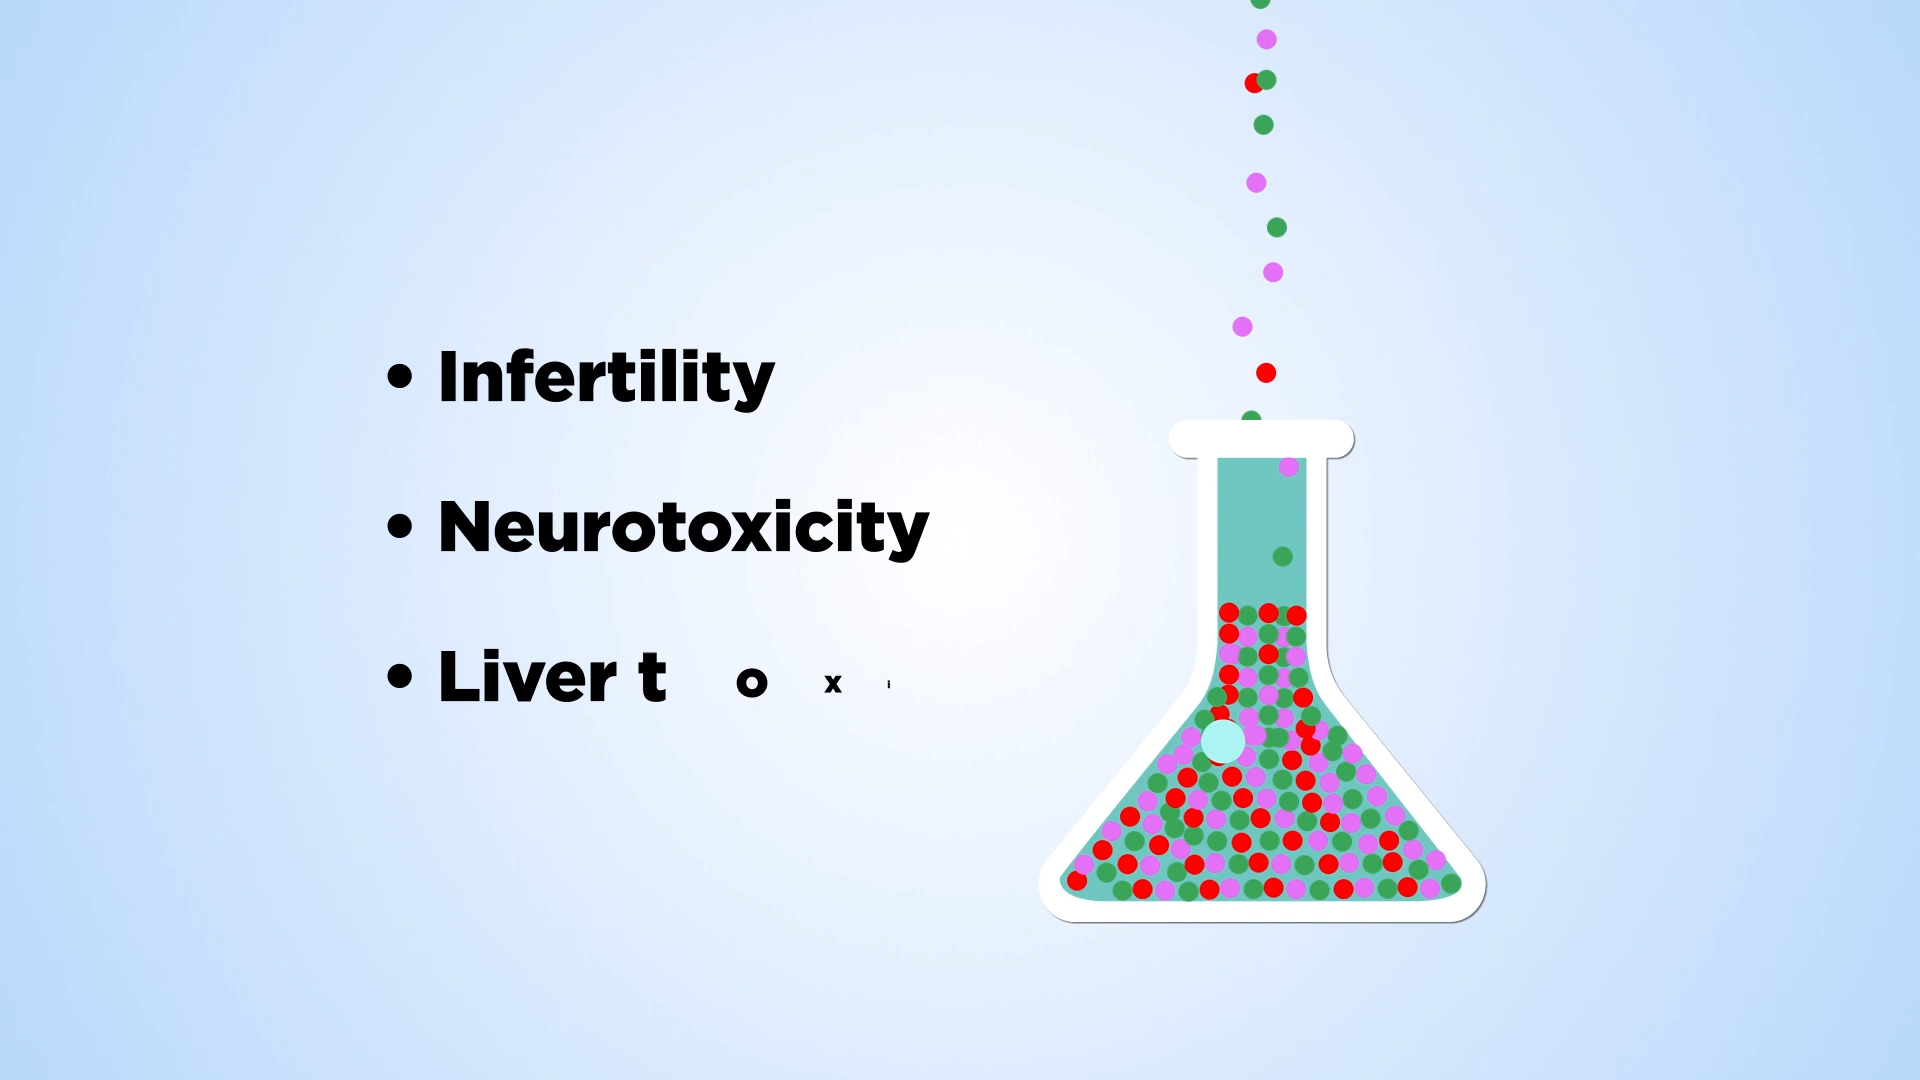 • Infertility
• Neurotoxicity
• Liver t o x i